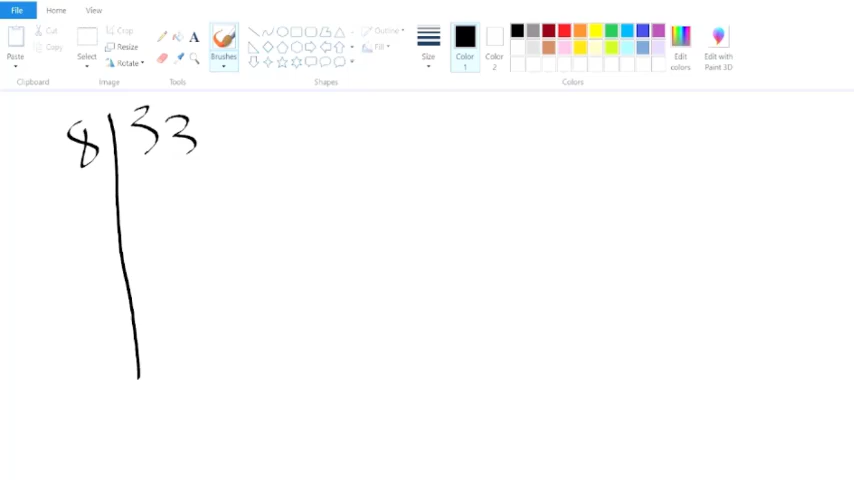 File Home View
Cut
Copy
Paste
Clipboard
Crop
Resize
Rotate
Select
Image
A
Tools
Brushes
Outline
Fill
Shapes
Size
Color 1
Color 2
Edit colors
Edit with Paint 3D
Colors
8 | 33